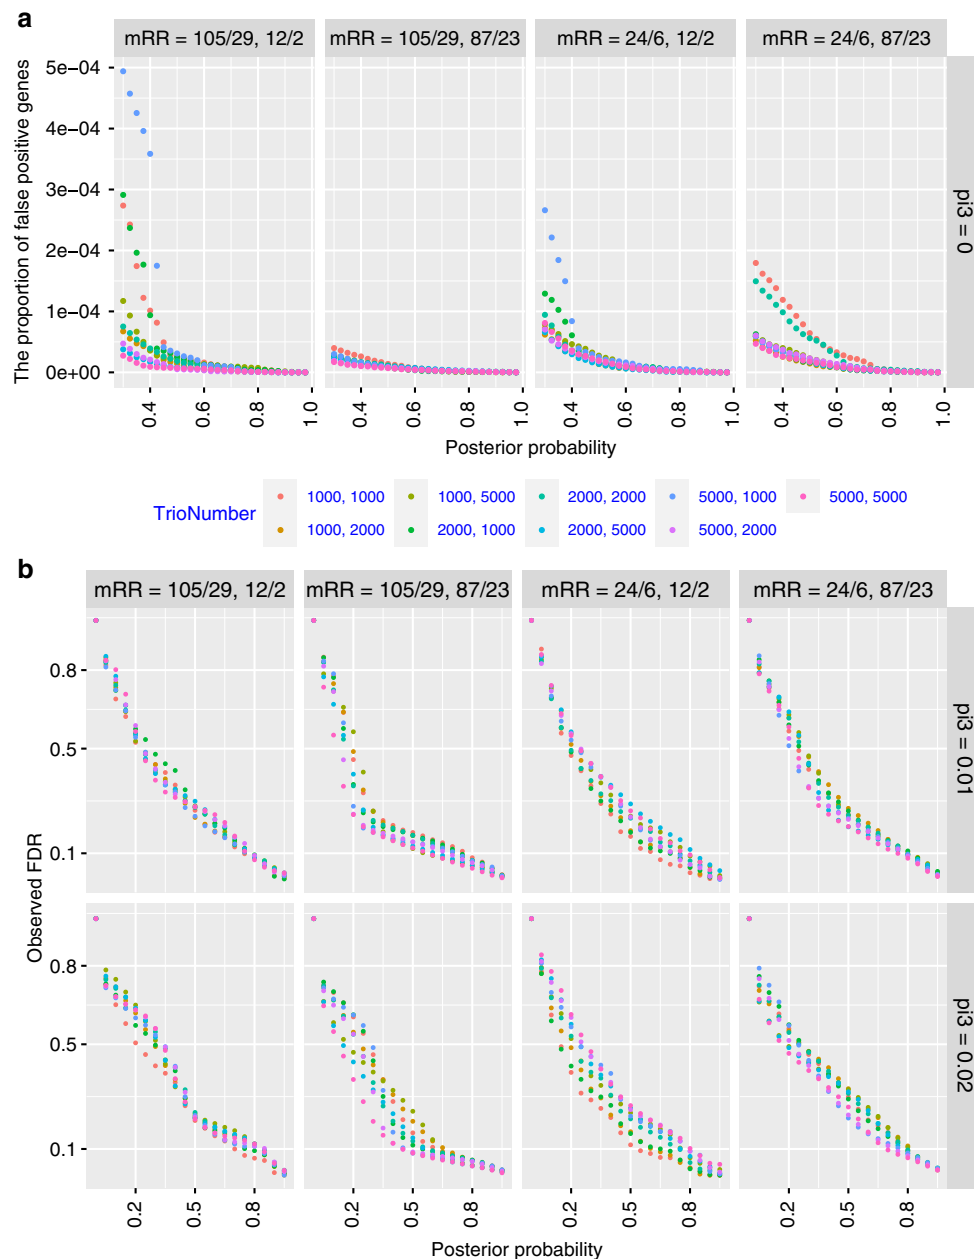 a
mRR = 105/29, 12/2
mRR = 105/29, 87/23
mRR = 24/6, 12/2
mRR = 24/6, 87/23
The proportion of false positive genes
5e−04
4e−04
3e−04
2e−04
1e−04
0e+00
pi3 = 0
0.4 0.6 0.8 1.0
0.4 0.6 0.8 1.0
0.4 0.6 0.8 1.0
0.4 0.6 0.8 1.0
Posterior probability
TrioNumber
1000, 1000
1000, 5000
2000, 2000
5000, 1000
5000, 5000
1000, 2000
2000, 1000
2000, 5000
5000, 2000
b
mRR = 105/29, 12/2
mRR = 105/29, 87/23
mRR = 24/6, 12/2
mRR = 24/6, 87/23
Observed FDR
0.8
0.5
0.1
pi3 = 0.01
0.8
0.5
0.1
pi3 = 0.02
0.2 0.5 0.8
0.2 0.5 0.8
0.2 0.5 0.8
0.2 0.5 0.8
Posterior probability